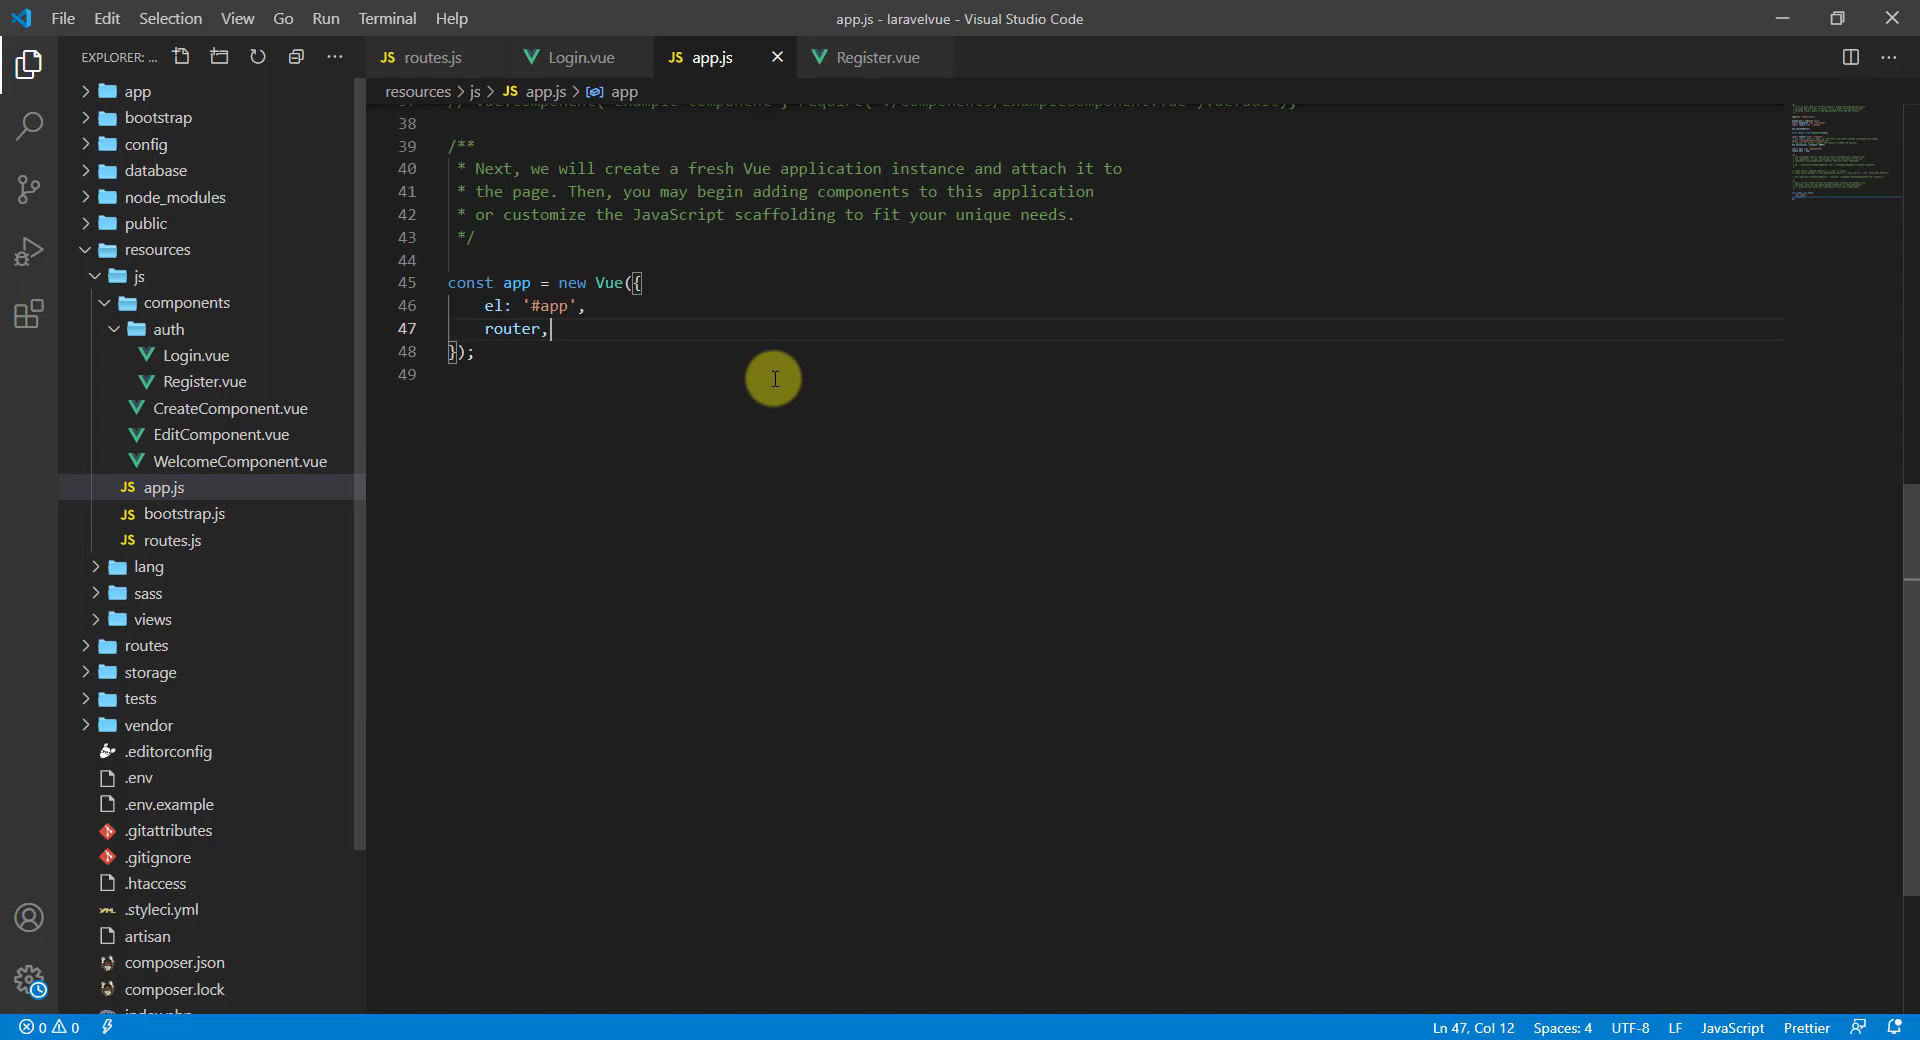 File Edit Selection View Go Run Terminal Help
app.js - laravelvue - Visual Studio Code
EXPLORER: ...
JS routes.js
Login.vue
JS app.js
Register.vue
resources > js > JS app.js > app
app
bootstrap
config
database
node_modules
public
resources
js
components
auth
Login.vue
Register.vue
CreateComponent.vue
EditComponent.vue
WelcomeComponent.vue
JS app.js
JS bootstrap.js
JS routes.js
lang
sass
views
routes
storage
tests
vendor
.editorconfig
.env
.env.example
.gitattributes
.gitignore
.htaccess
.styleci.yml
artisan
composer.json
composer.lock
38
39 /**
40 * Next, we will create a fresh Vue application instance and attach it to
41 * the page. Then, you may begin adding components to this application
42 * or customize the JavaScript scaffolding to fit your unique needs.
43 */
44
45 const app = new Vue({
46 el: '#app',
47 router,
48 });
49
0 0
Ln 47, Col 12 Spaces: 4 UTF-8 LF JavaScript Prettier